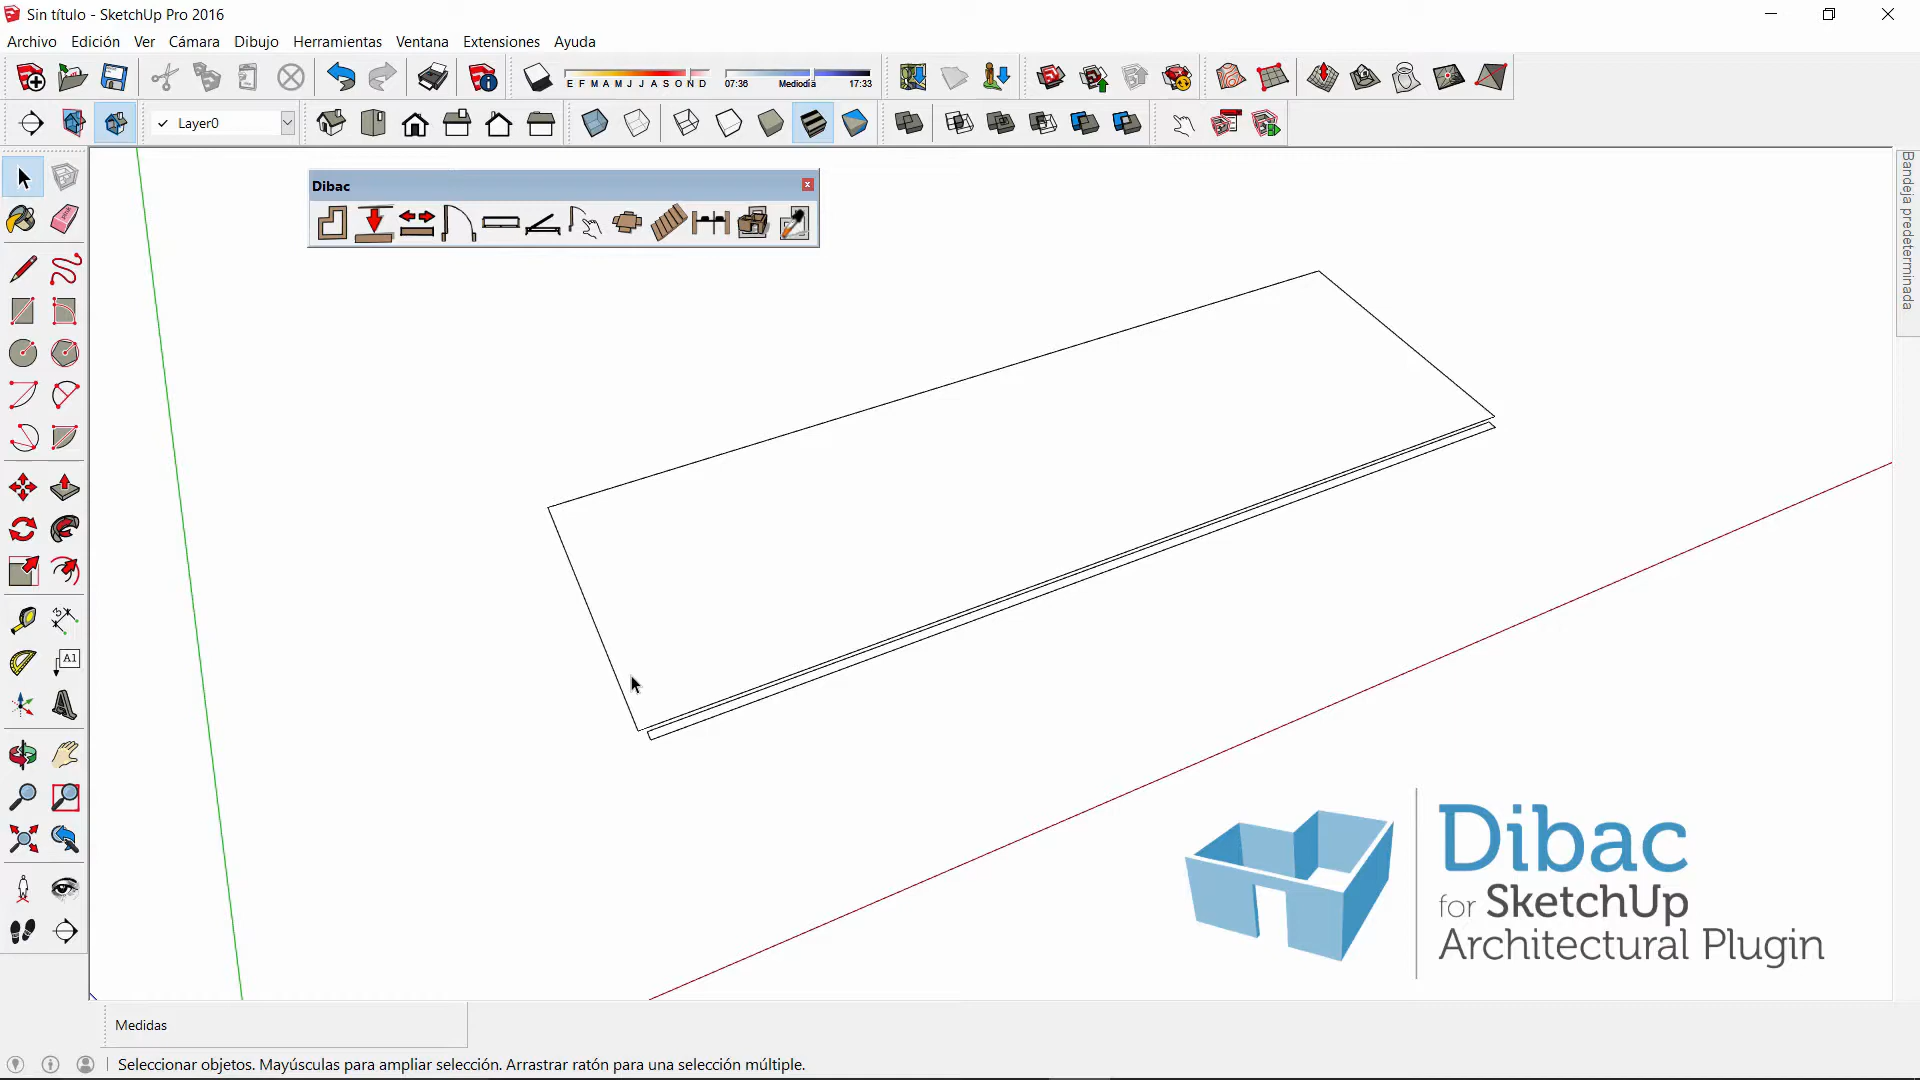 Sin título - SketchUp Pro 2016
Archivo Edición Ver Cámara Dibujo Herramientas Ventana Extensiones Ayuda
E F M A M J J A S O N D 07:36 Mediodía 17:33
Layer0
Dibac
Bandeja predeterminada
A1
Dibac
for SketchUp
Architectural Plugin
Medidas
Seleccionar objetos. Mayúsculas para ampliar selección. Arrastrar ratón para una selección múltiple.